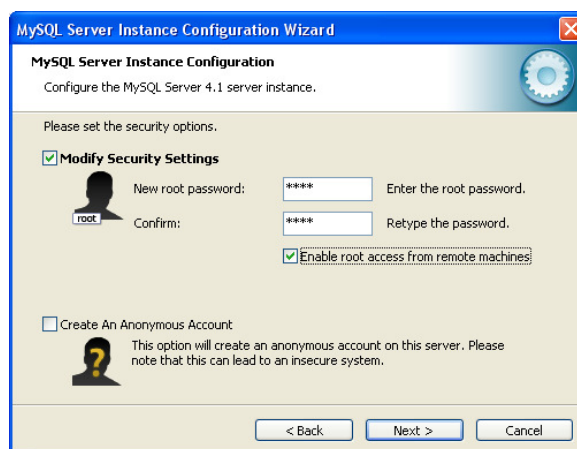 MySQL Server Instance Configuration Wizard
MySQL Server Instance Configuration
Configure the MySQL Server 4.1 server instance.
Please set the security options.
Modify Security Settings
root
New root password: **** Enter the root password.
Confirm: **** Retype the password.
Enable root access from remote machines
Create An Anonymous Account
This option will create an anonymous account on this server. Please
note that this can lead to an insecure system.
< Back Next > Cancel